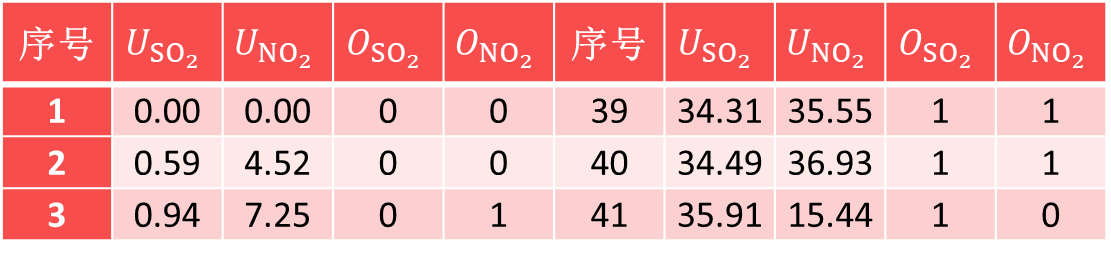 序号 U_SO₂ U_NO₂ O_SO₂ O_NO₂ 序号 U_SO₂ U_NO₂ O_SO₂ O_NO₂
1 0.00 0.00 0 0 39 34.31 35.55 1 1
2 0.59 4.52 0 0 40 34.49 36.93 1 1
3 0.94 7.25 0 1 41 35.91 15.44 1 0